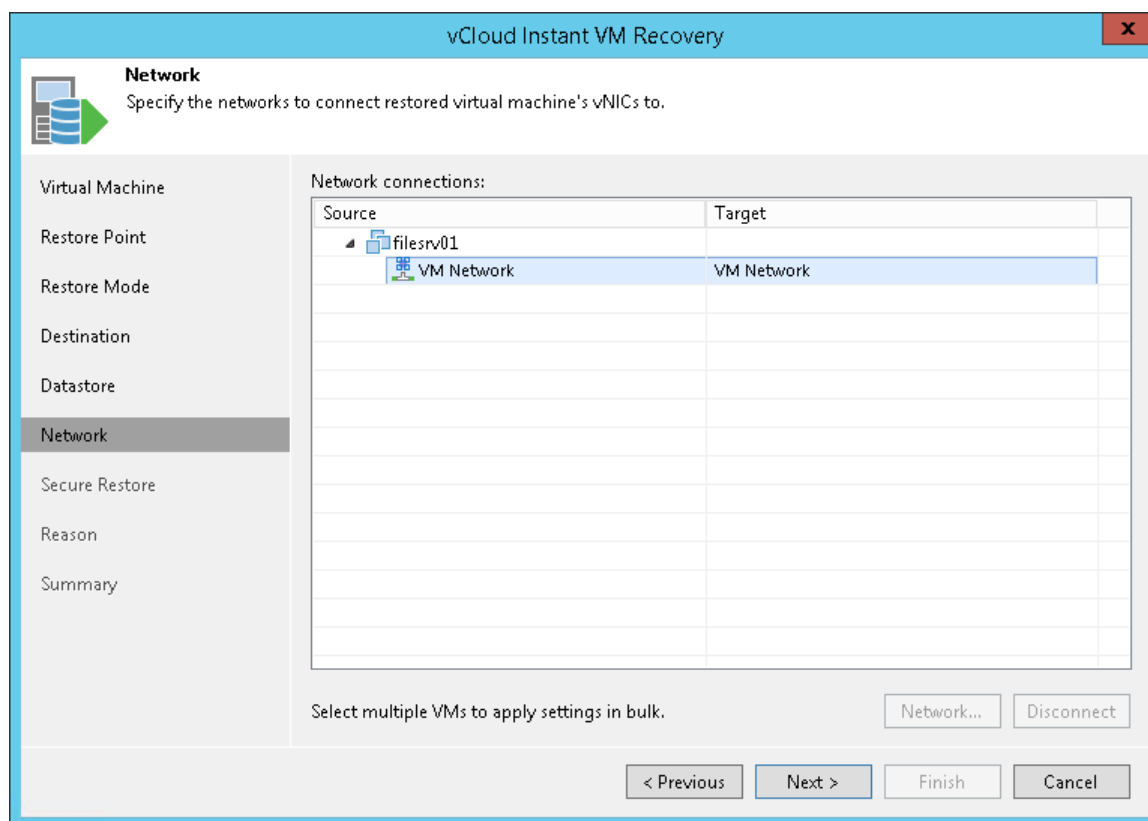 vCloud Instant VM Recovery
x
Network
Specify the networks to connect restored virtual machine's vNICs to.
Virtual Machine
Restore Point
Restore Mode
Destination
Datastore
Network
Secure Restore
Reason
Summary
Network connections:
Source Target
filesrv01
VM Network VM Network
Select multiple VMs to apply settings in bulk.
Network... Disconnect
< Previous Next > Finish Cancel